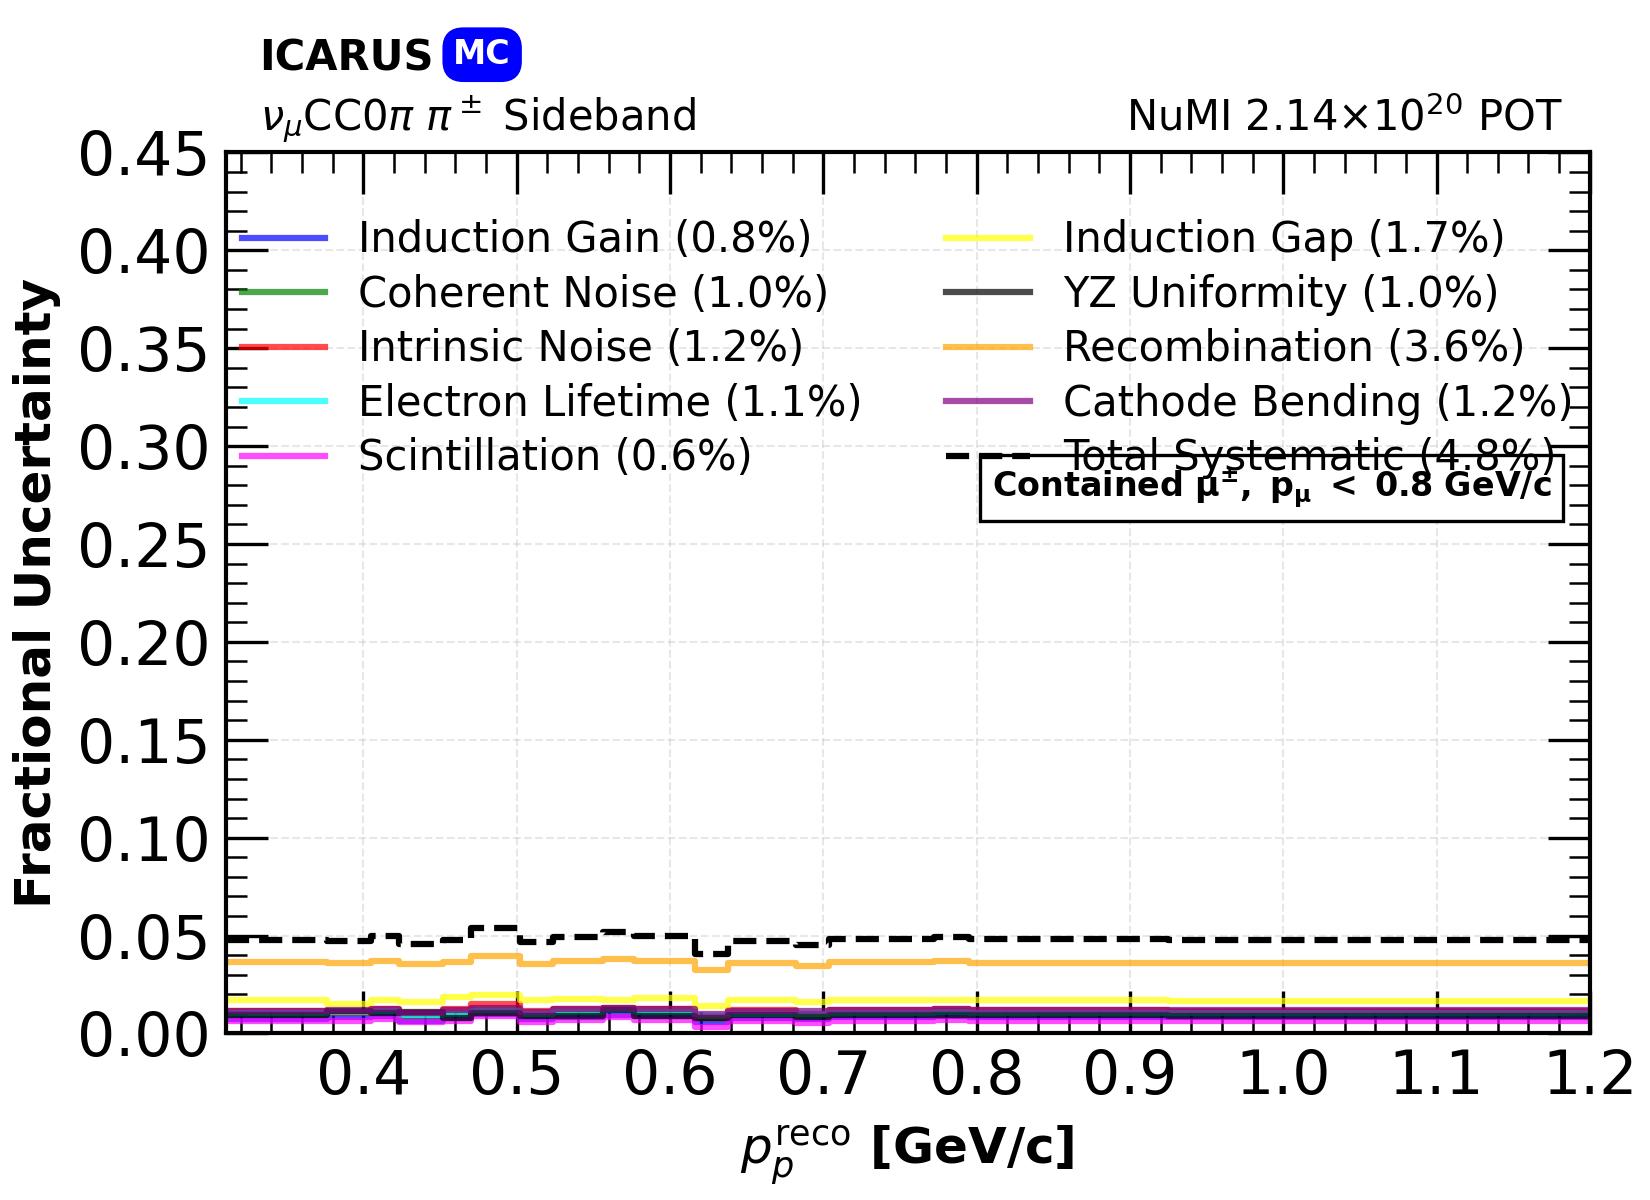 ICARUS MC
νμCC0π π± Sideband
NuMI 2.14×10²⁰ POT
Fractional Uncertainty
0.45
0.40
0.35
0.30
0.25
0.20
0.15
0.10
0.05
0.00
Induction Gain (0.8%)
Coherent Noise (1.0%)
Intrinsic Noise (1.2%)
Electron Lifetime (1.1%)
Scintillation (0.6%)
Induction Gap (1.7%)
YZ Uniformity (1.0%)
Recombination (3.6%)
Cathode Bending (1.2%)
Total Systematic (4.8%)
Contained μ±, pμ < 0.8 GeV/c
0.4 0.5 0.6 0.7 0.8 0.9 1.0 1.1 1.2
p_p^reco [GeV/c]